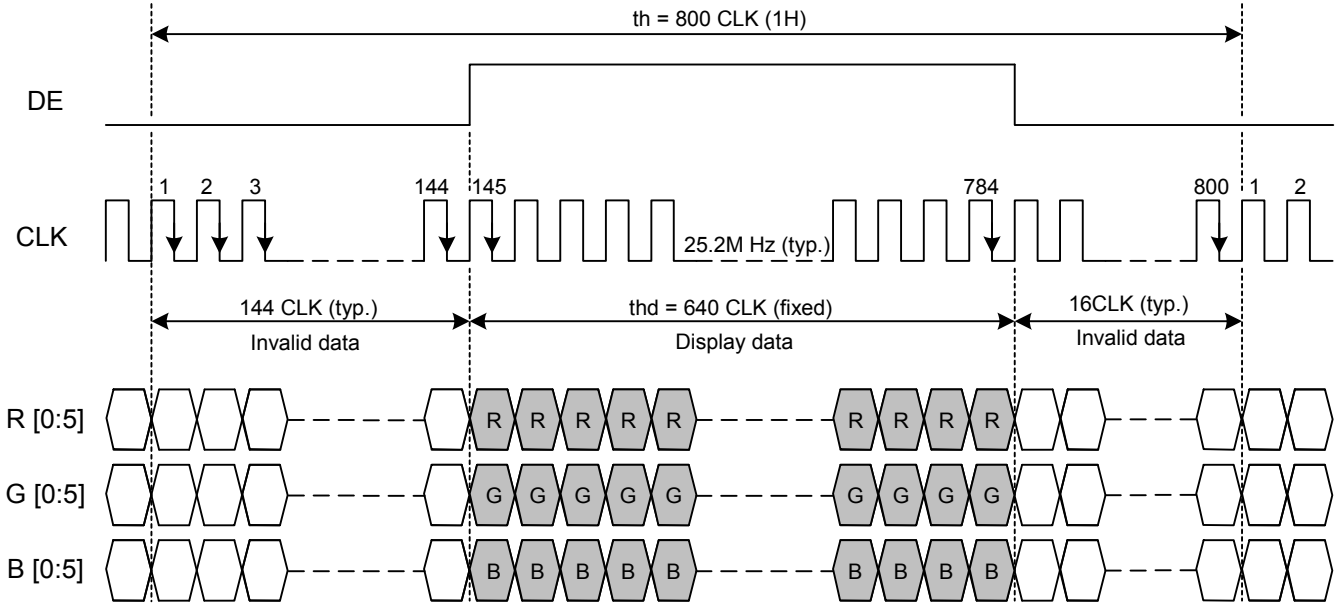 th = 800 CLK (1H)
DE
1 2 3 144 145 784 800 1 2
CLK
25.2M Hz (typ.)
144 CLK (typ.) thd = 640 CLK (fixed) 16CLK (typ.)
Invalid data Display data Invalid data
R [0:5] R R R R R R R R R
G [0:5] G G G G G G G G G
B [0:5] B B B B B B B B B